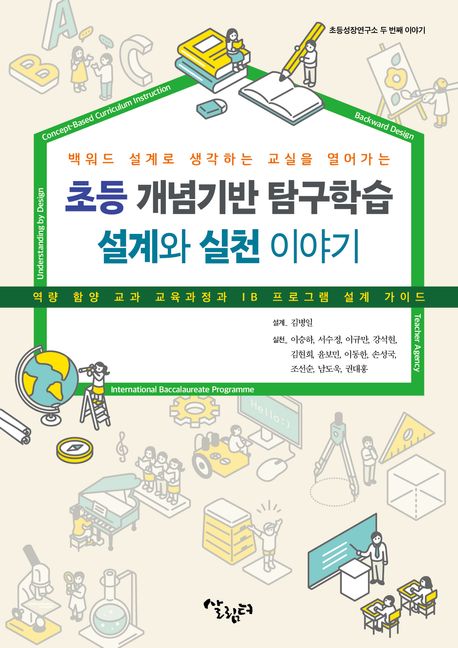 초등성장연구소 두 번째 이야기
B A C
Concept-Based Curriculum Instruction
Backward Design
백워드 설계로 생각하는 교실을 열어가는
초등 개념기반 탐구학습
설계와 실천 이야기
Understanding by Design
역량 함양 교과 교육과정과 IB 프로그램 설계 가이드
설계_ 김병일
실천_ 이승하, 서수정, 이규만, 강석현,
김현희, 윤보민, 이동한, 손성국,
조선순, 남도욱, 권대홍
Teacher Agency
International Baccalaureate Programme
Hello:)
살림터